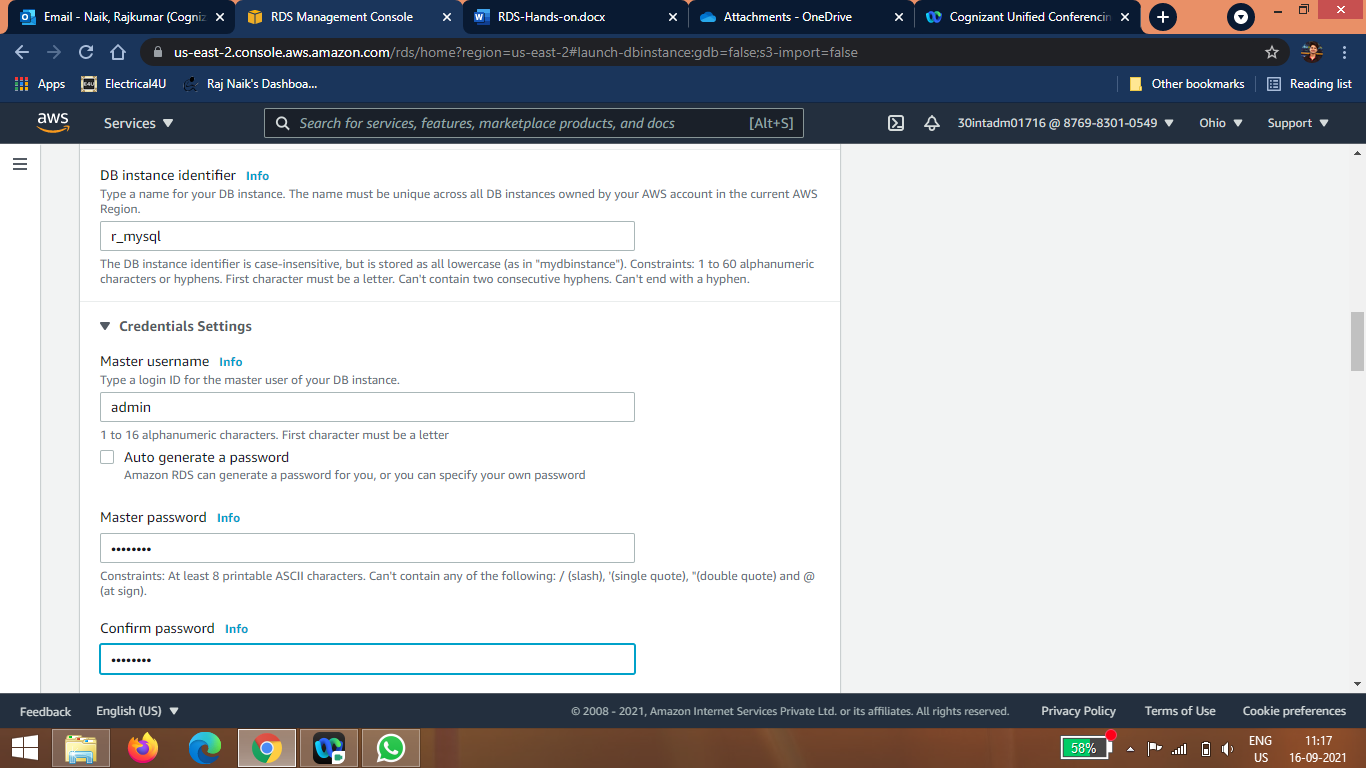 Email - Naik, Rajkumar (Cogniz
RDS Management Console
RDS-Hands-on.docx
Attachments - OneDrive
Cognizant Unified Conferencin
us-east-2.console.aws.amazon.com/rds/home?region=us-east-2#launch-dbinstance:gdb=false;s3-import=false
Apps
Electrical4U
Raj Naik's Dashboa...
Other bookmarks
Reading list
aws
Services
Search for services, features, marketplace products, and docs
[Alt+S]
30intadm01716 @ 8769-8301-0549
Ohio
Support
DB instance identifier Info
Type a name for your DB instance. The name must be unique across all DB instances owned by your AWS account in the current AWS
Region.
r_mysql
The DB instance identifier is case-insensitive, but is stored as all lowercase (as in "mydbinstance"). Constraints: 1 to 60 alphanumeric
characters or hyphens. First character must be a letter. Can't contain two consecutive hyphens. Can't end with a hyphen.
Credentials Settings
Master username Info
Type a login ID for the master user of your DB instance.
admin
1 to 16 alphanumeric characters. First character must be a letter
Auto generate a password
Amazon RDS can generate a password for you, or you can specify your own password
Master password Info
••••••••
Constraints: At least 8 printable ASCII characters. Can't contain any of the following: / (slash), '(single quote), "(double quote) and @
(at sign).
Confirm password Info
••••••••
Feedback
English (US)
© 2008 - 2021, Amazon Internet Services Private Ltd. or its affiliates. All rights reserved.
Privacy Policy
Terms of Use
Cookie preferences
58%
ENG
US
11:17
16-09-2021